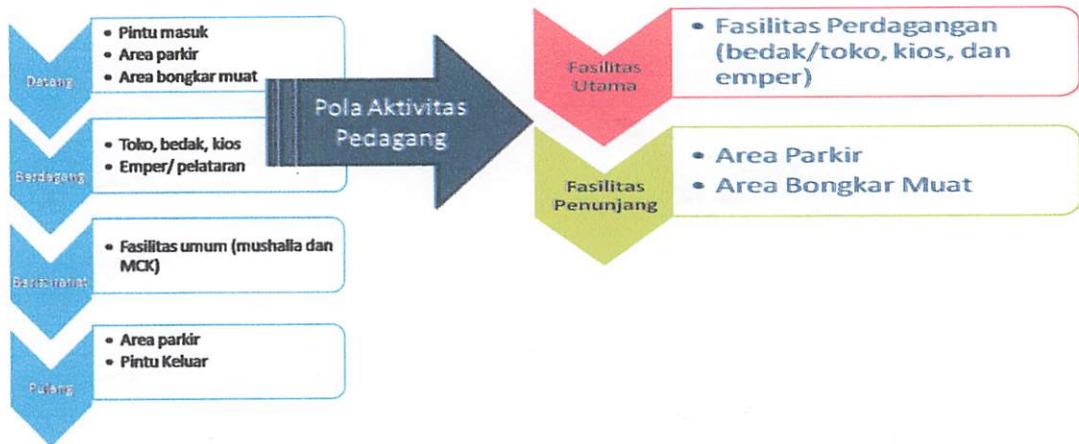 Datang
• Pintu masuk
• Area parkir
• Area bongkar muat
Berdagang
• Toko, bedak, kios
• Emper/ pelataran
• Fasilitas umum (mushalla dan
MCK)
Pulang
• Area parkir
• Pintu Keluar
Pola Aktivitas
Pedagang
Fasilitas
Utama
• Fasilitas Perdagangan
(bedak/toko, kios, dan
emper)
Fasilitas
Penunjang
• Area Parkir
• Area Bongkar Muat